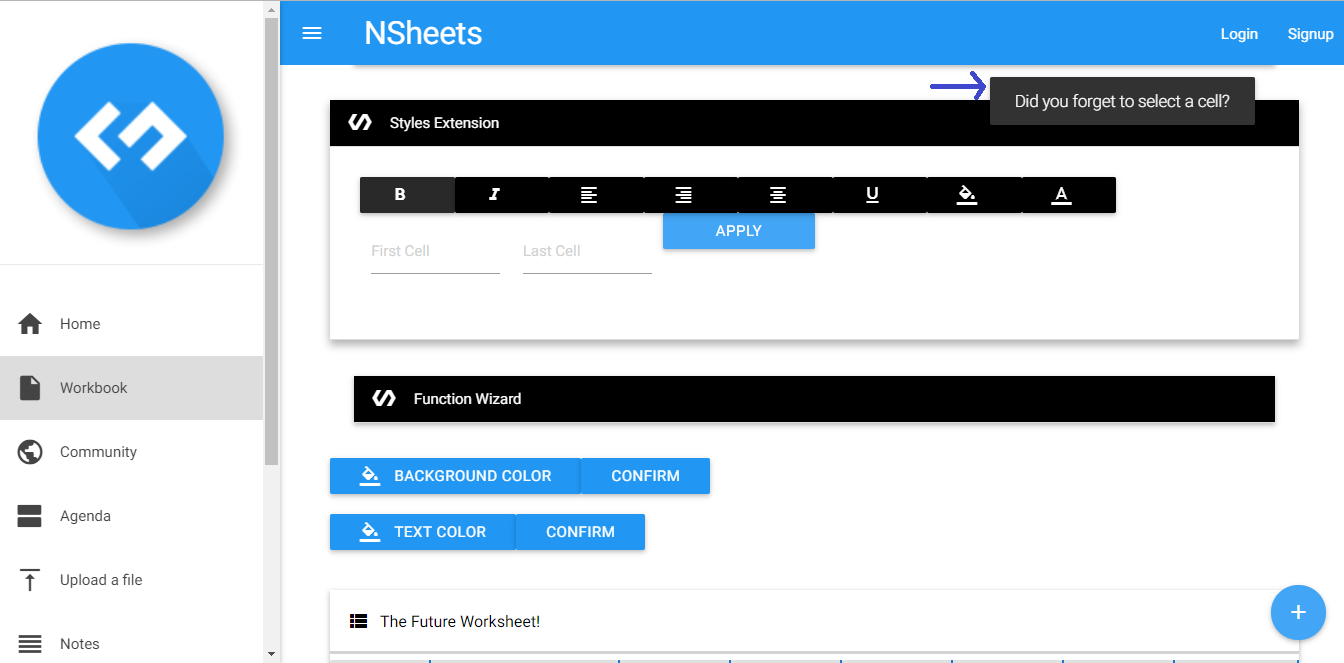 NSheets
Login
Signup
Did you forget to select a cell?
Styles Extension
B
I
U
A
APPLY
First Cell
Last Cell
Home
Workbook
Community
Agenda
Upload a file
Notes
Function Wizard
BACKGROUND COLOR
CONFIRM
TEXT COLOR
CONFIRM
The Future Worksheet!